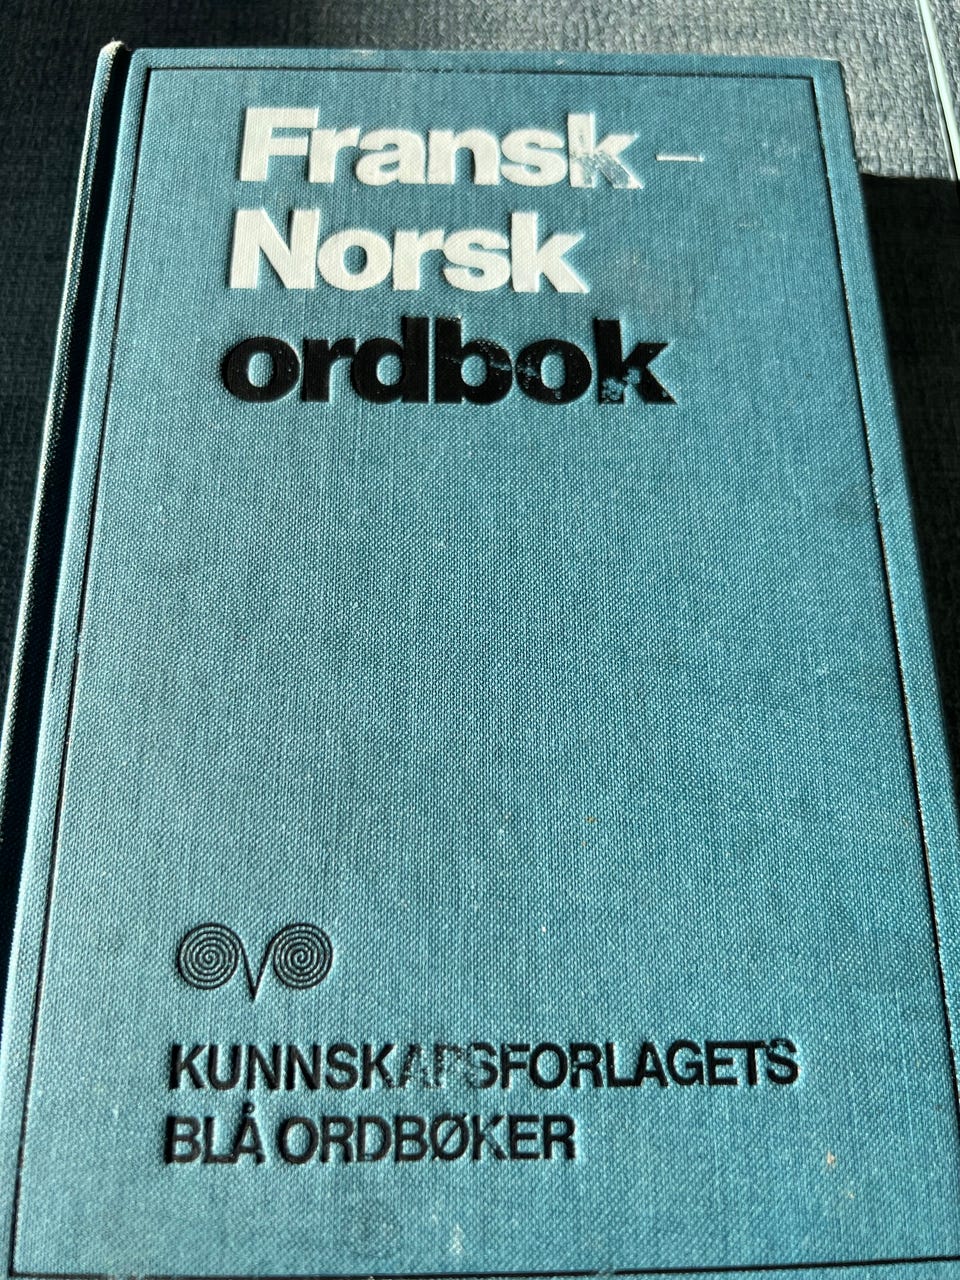 Fransk –
Norsk
ordbok
KUNNSKAPSFORLAGETS
BLÅ ORDBØKER